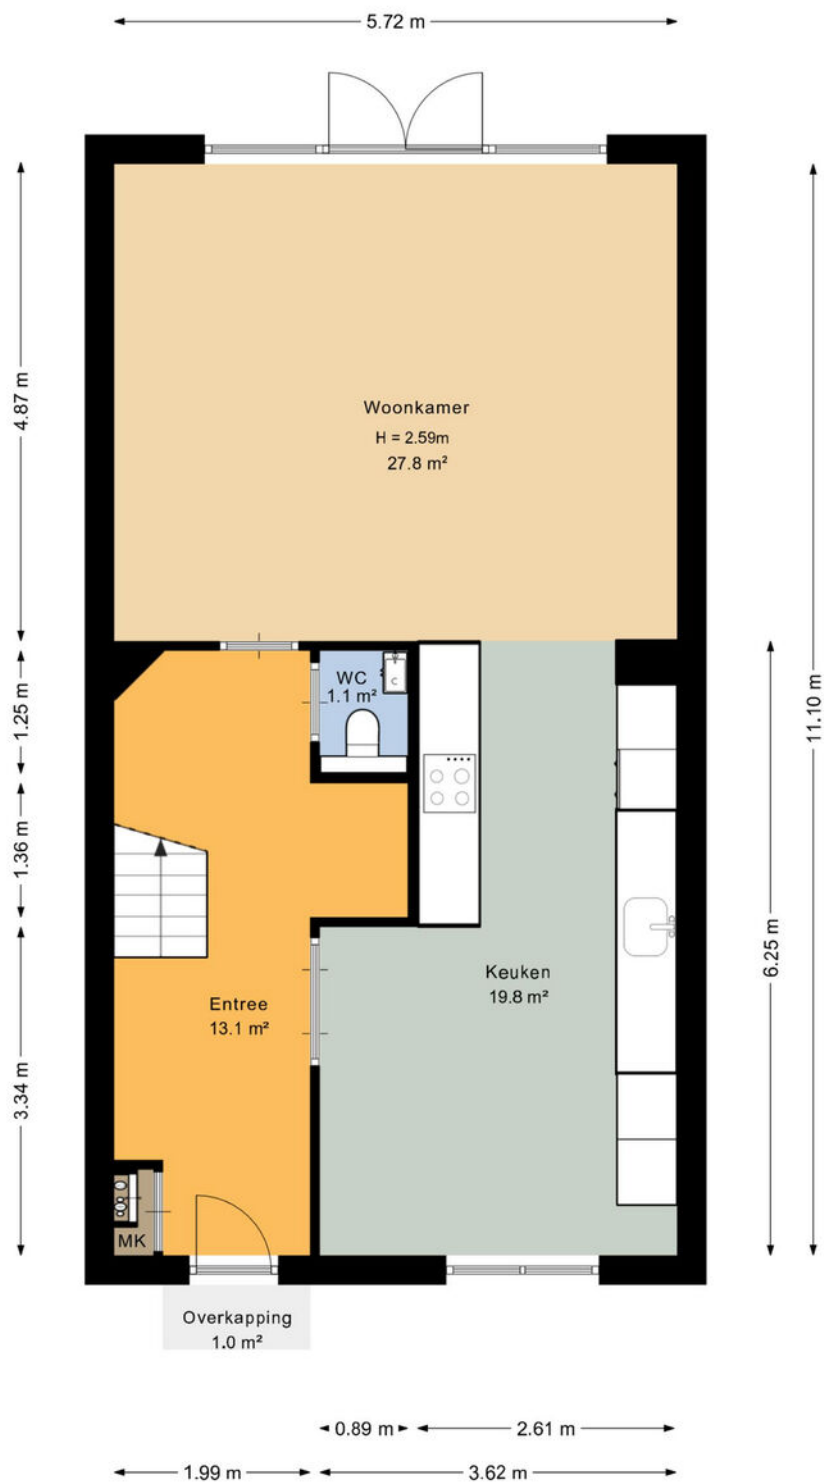 5.72 m
4.87 m
11.10 m
Woonkamer
H = 2.59m
27.8 m²
1.25 m
WC
1.1 m²
1.36 m
6.25 m
Keuken
19.8 m²
Entree
13.1 m²
3.34 m
MK
Overkapping
1.0 m²
0.89 m
2.61 m
1.99 m
3.62 m